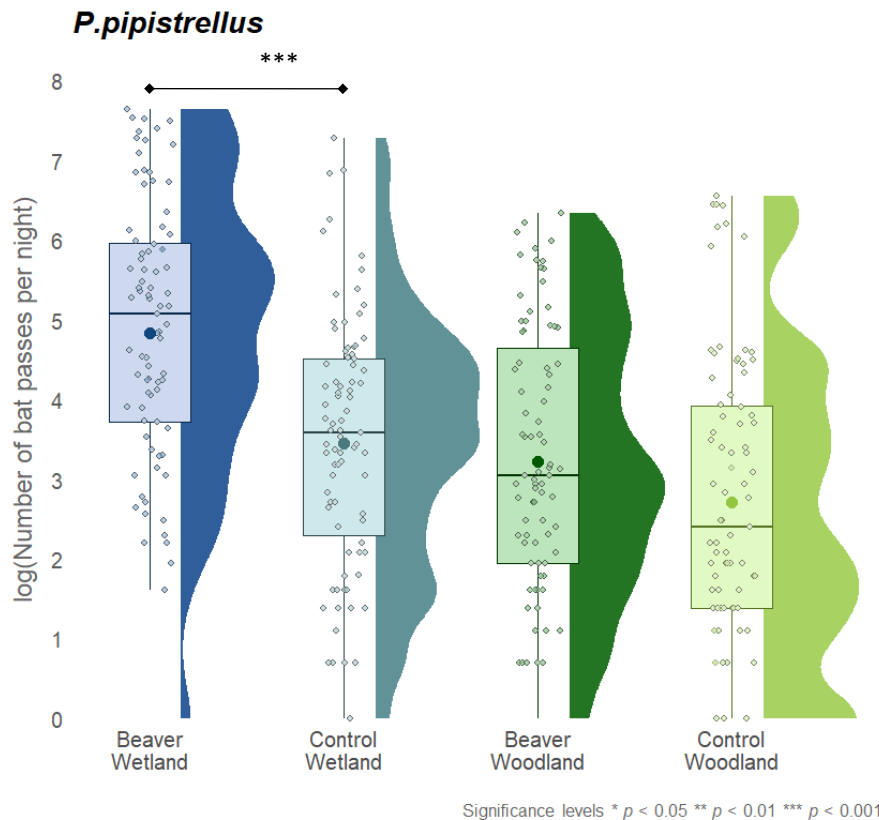 P.pipistrellus
***
log(Number of bat passes per night)
8
7
6
5
4
3
2
1
0
Beaver
Wetland
Control
Wetland
Beaver
Woodland
Control
Woodland
Significance levels * p < 0.05 ** p < 0.01 *** p < 0.001